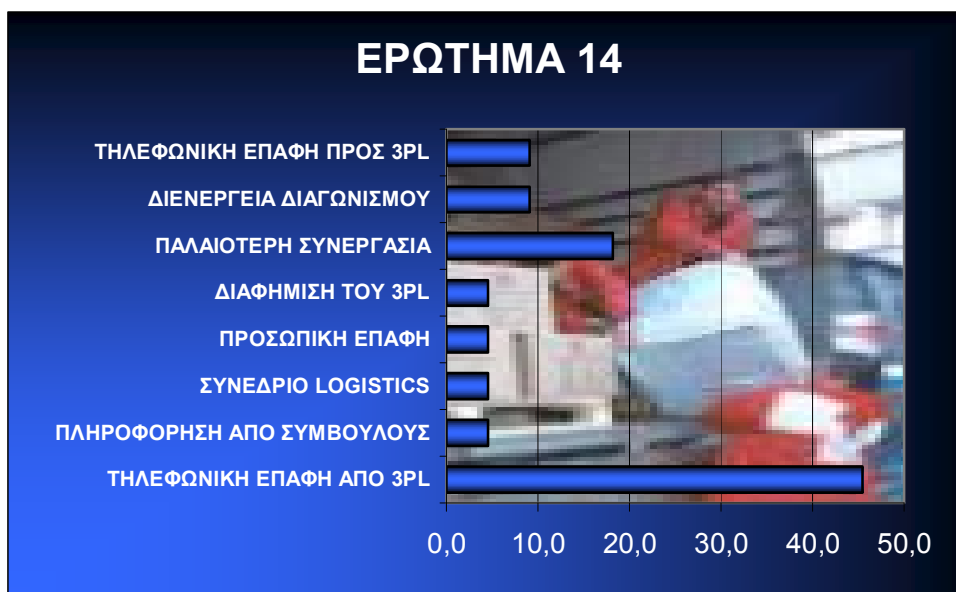 ΕΡΩΤΗΜΑ 14
ΤΗΛΕΦΩΝΙΚΗ ΕΠΑΦΗ ΠΡΟΣ 3PL
ΔΙΕΝΕΡΓΕΙΑ ΔΙΑΓΩΝΙΣΜΟΥ
ΠΑΛΑΙΟΤΕΡΗ ΣΥΝΕΡΓΑΣΙΑ
ΔΙΑΦΗΜΙΣΗ ΤΟΥ 3PL
ΠΡΟΣΩΠΙΚΗ ΕΠΑΦΗ
ΣΥΝΕΔΡΙΟ LOGISTICS
ΠΛΗΡΟΦΟΡΗΣΗ ΑΠΟ ΣΥΜΒΟΥΛΟΥΣ
ΤΗΛΕΦΩΝΙΚΗ ΕΠΑΦΗ ΑΠΟ 3PL
0,0 10,0 20,0 30,0 40,0 50,0